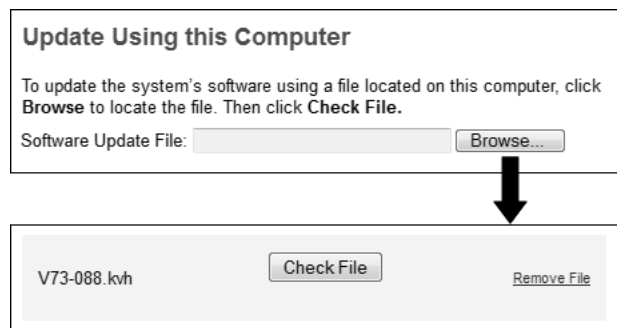 Update Using this Computer
To update the system's software using a file located on this computer, click
Browse to locate the file. Then click Check File.
Software Update File: Browse...
V73-088.kvh Check File Remove File